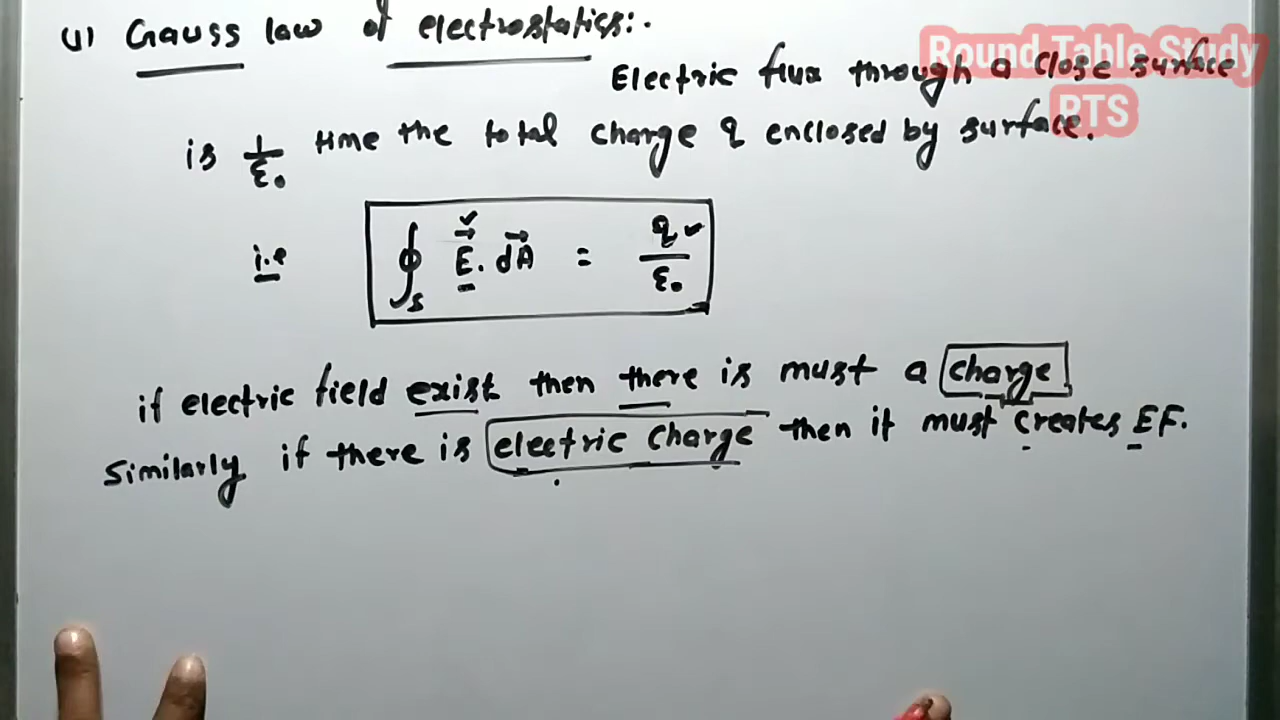 (1) Gauss law of electrostatics:.
Round Table Study
RTS
Electric flux through a close surface
is 1/ε₀ time the total charge q enclosed by surface.
i.e ∮s E⃗. dA⃗ = q/ε₀
if electric field exist then there is must a charge
Similarly if there is electric charge then it must creates EF.